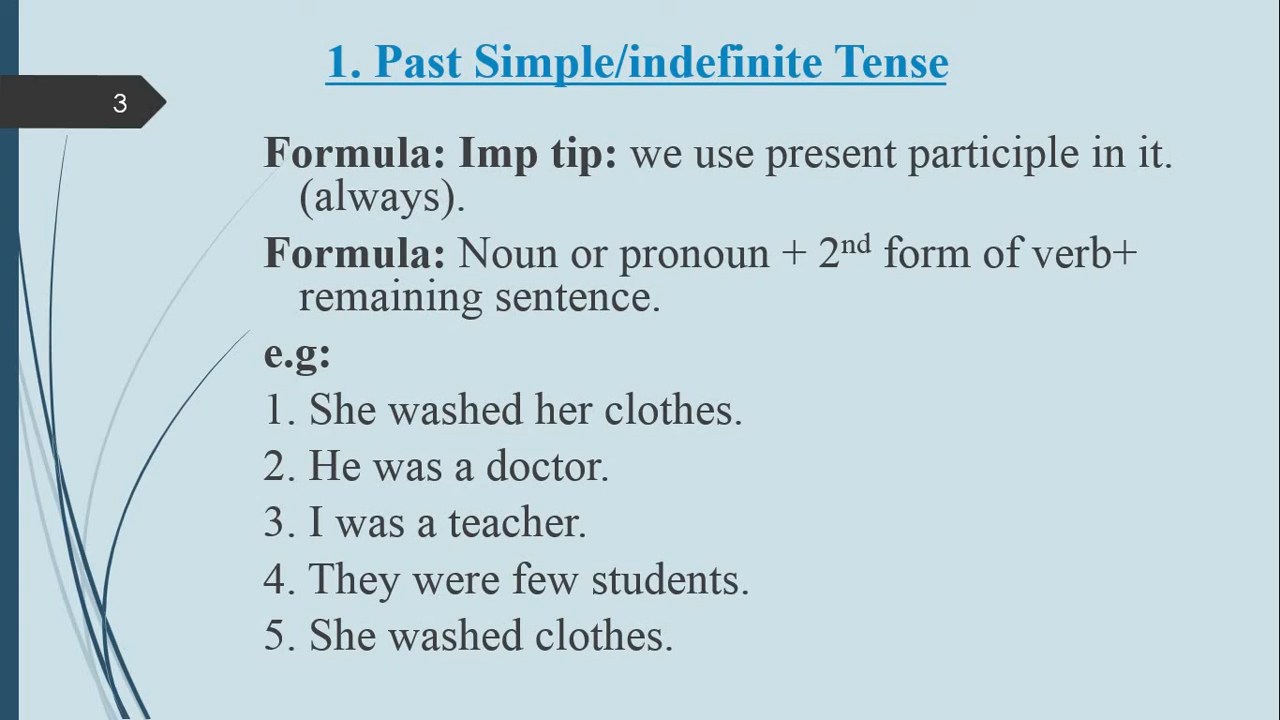 1. Past Simple/indefinite Tense
3
Formula: Imp tip: we use present participle in it.
(always).
Formula: Noun or pronoun + 2nd form of verb+
remaining sentence.
e.g:
1. She washed her clothes.
2. He was a doctor.
3. I was a teacher.
4. They were few students.
5. She washed clothes.